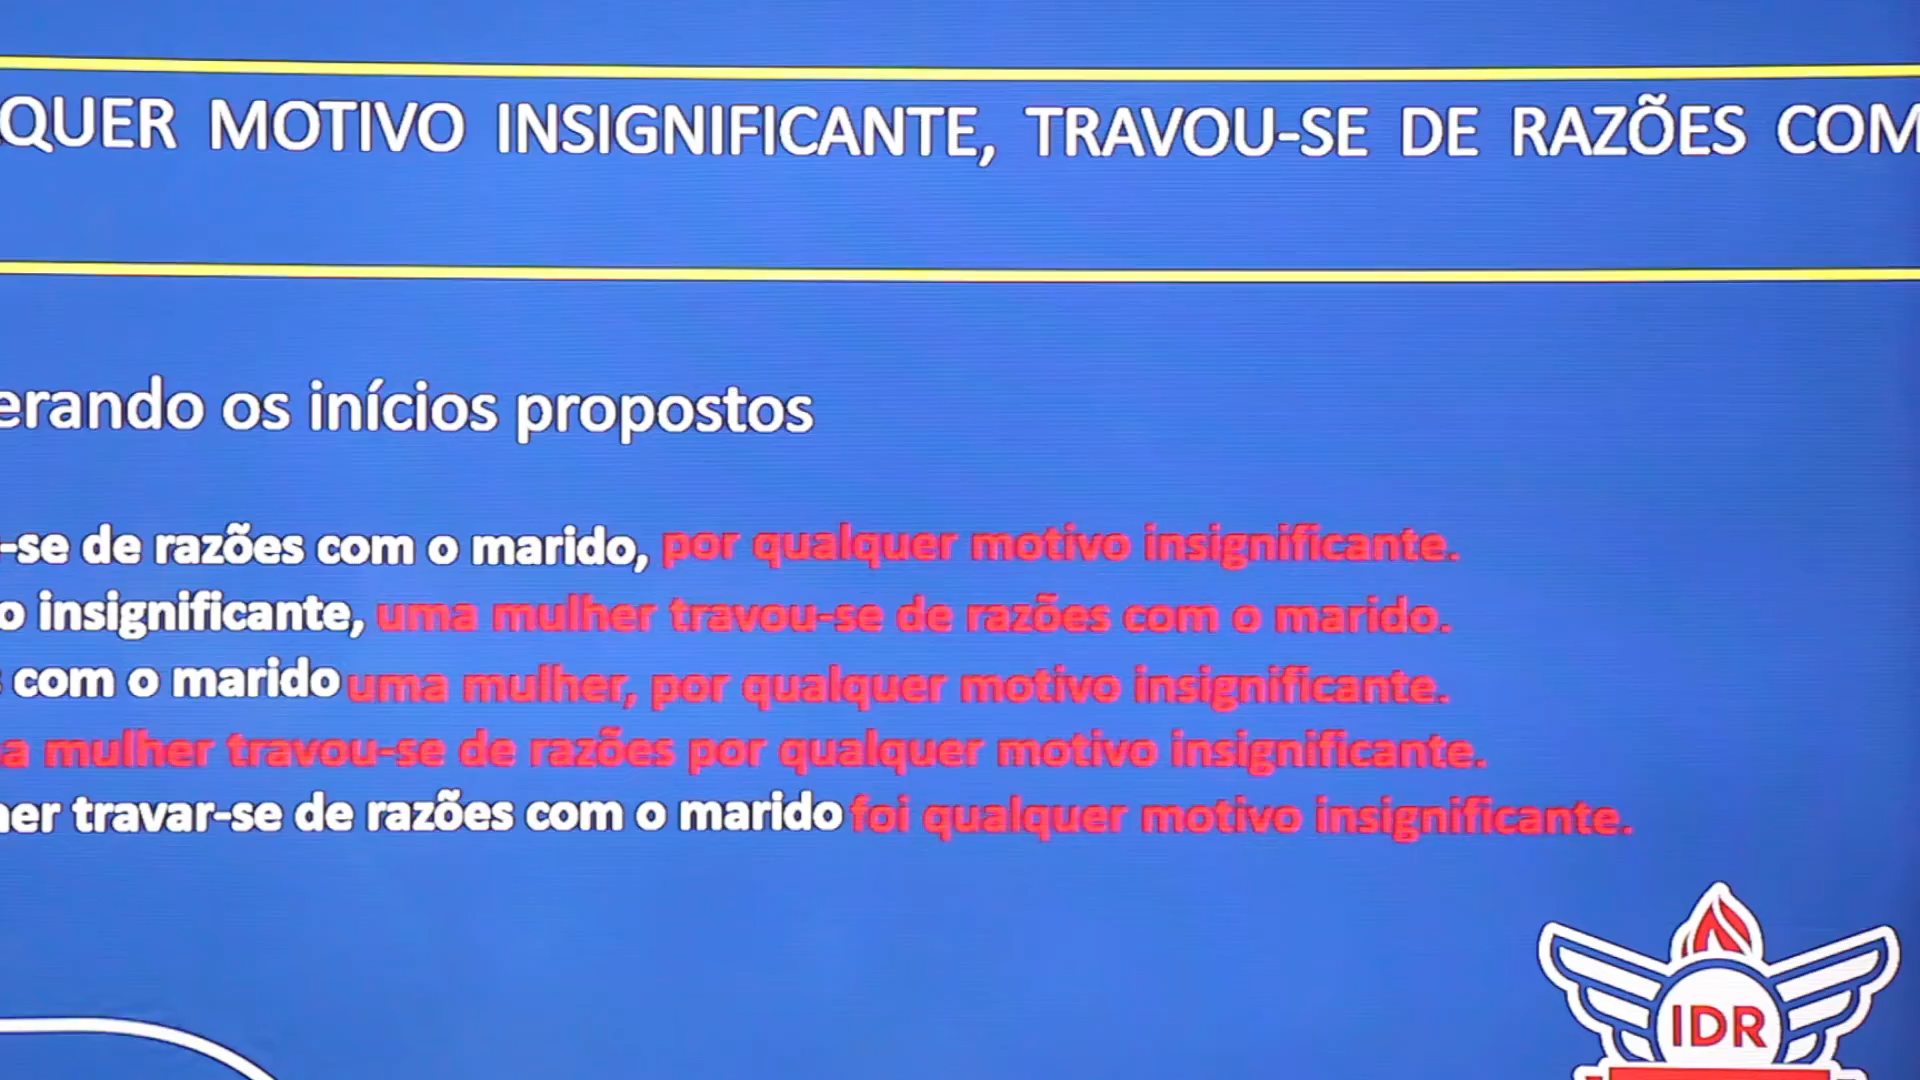 QUER MOTIVO INSIGNIFICANTE, TRAVOU-SE DE RAZÕES COM
erando os inícios propostos
-se de razões com o marido, por qualquer motivo insignificante.
o insignificante, uma mulher travou-se de razões com o marido.
com o marido uma mulher, por qualquer motivo insignificante.
a mulher travou-se de razões por qualquer motivo insignificante.
her travar-se de razões com o marido foi qualquer motivo insignificante.
IDR